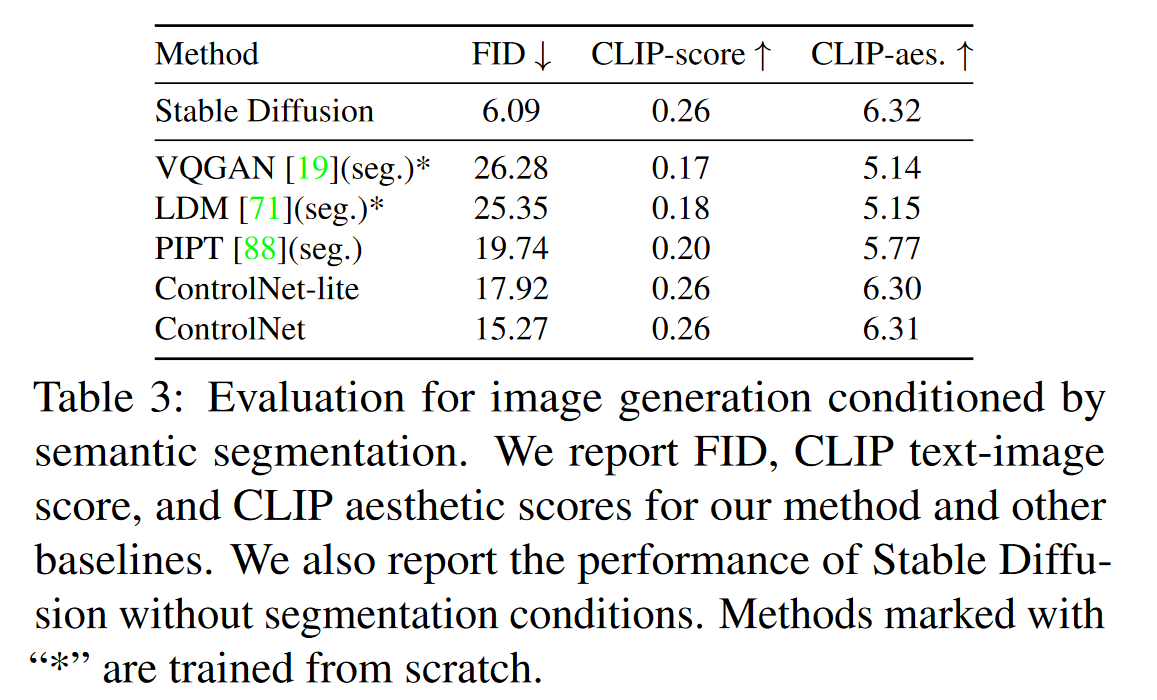 Method FID ↓ CLIP-score ↑ CLIP-aes. ↑
Stable Diffusion 6.09 0.26 6.32
VQGAN [19](seg.)* 26.28 0.17 5.14
LDM [71](seg.)* 25.35 0.18 5.15
PIPT [88](seg.) 19.74 0.20 5.77
ControlNet-lite 17.92 0.26 6.30
ControlNet 15.27 0.26 6.31
Table 3: Evaluation for image generation conditioned by
semantic segmentation. We report FID, CLIP text-image
score, and CLIP aesthetic scores for our method and other
baselines. We also report the performance of Stable Diffu-
sion without segmentation conditions. Methods marked with
“*” are trained from scratch.